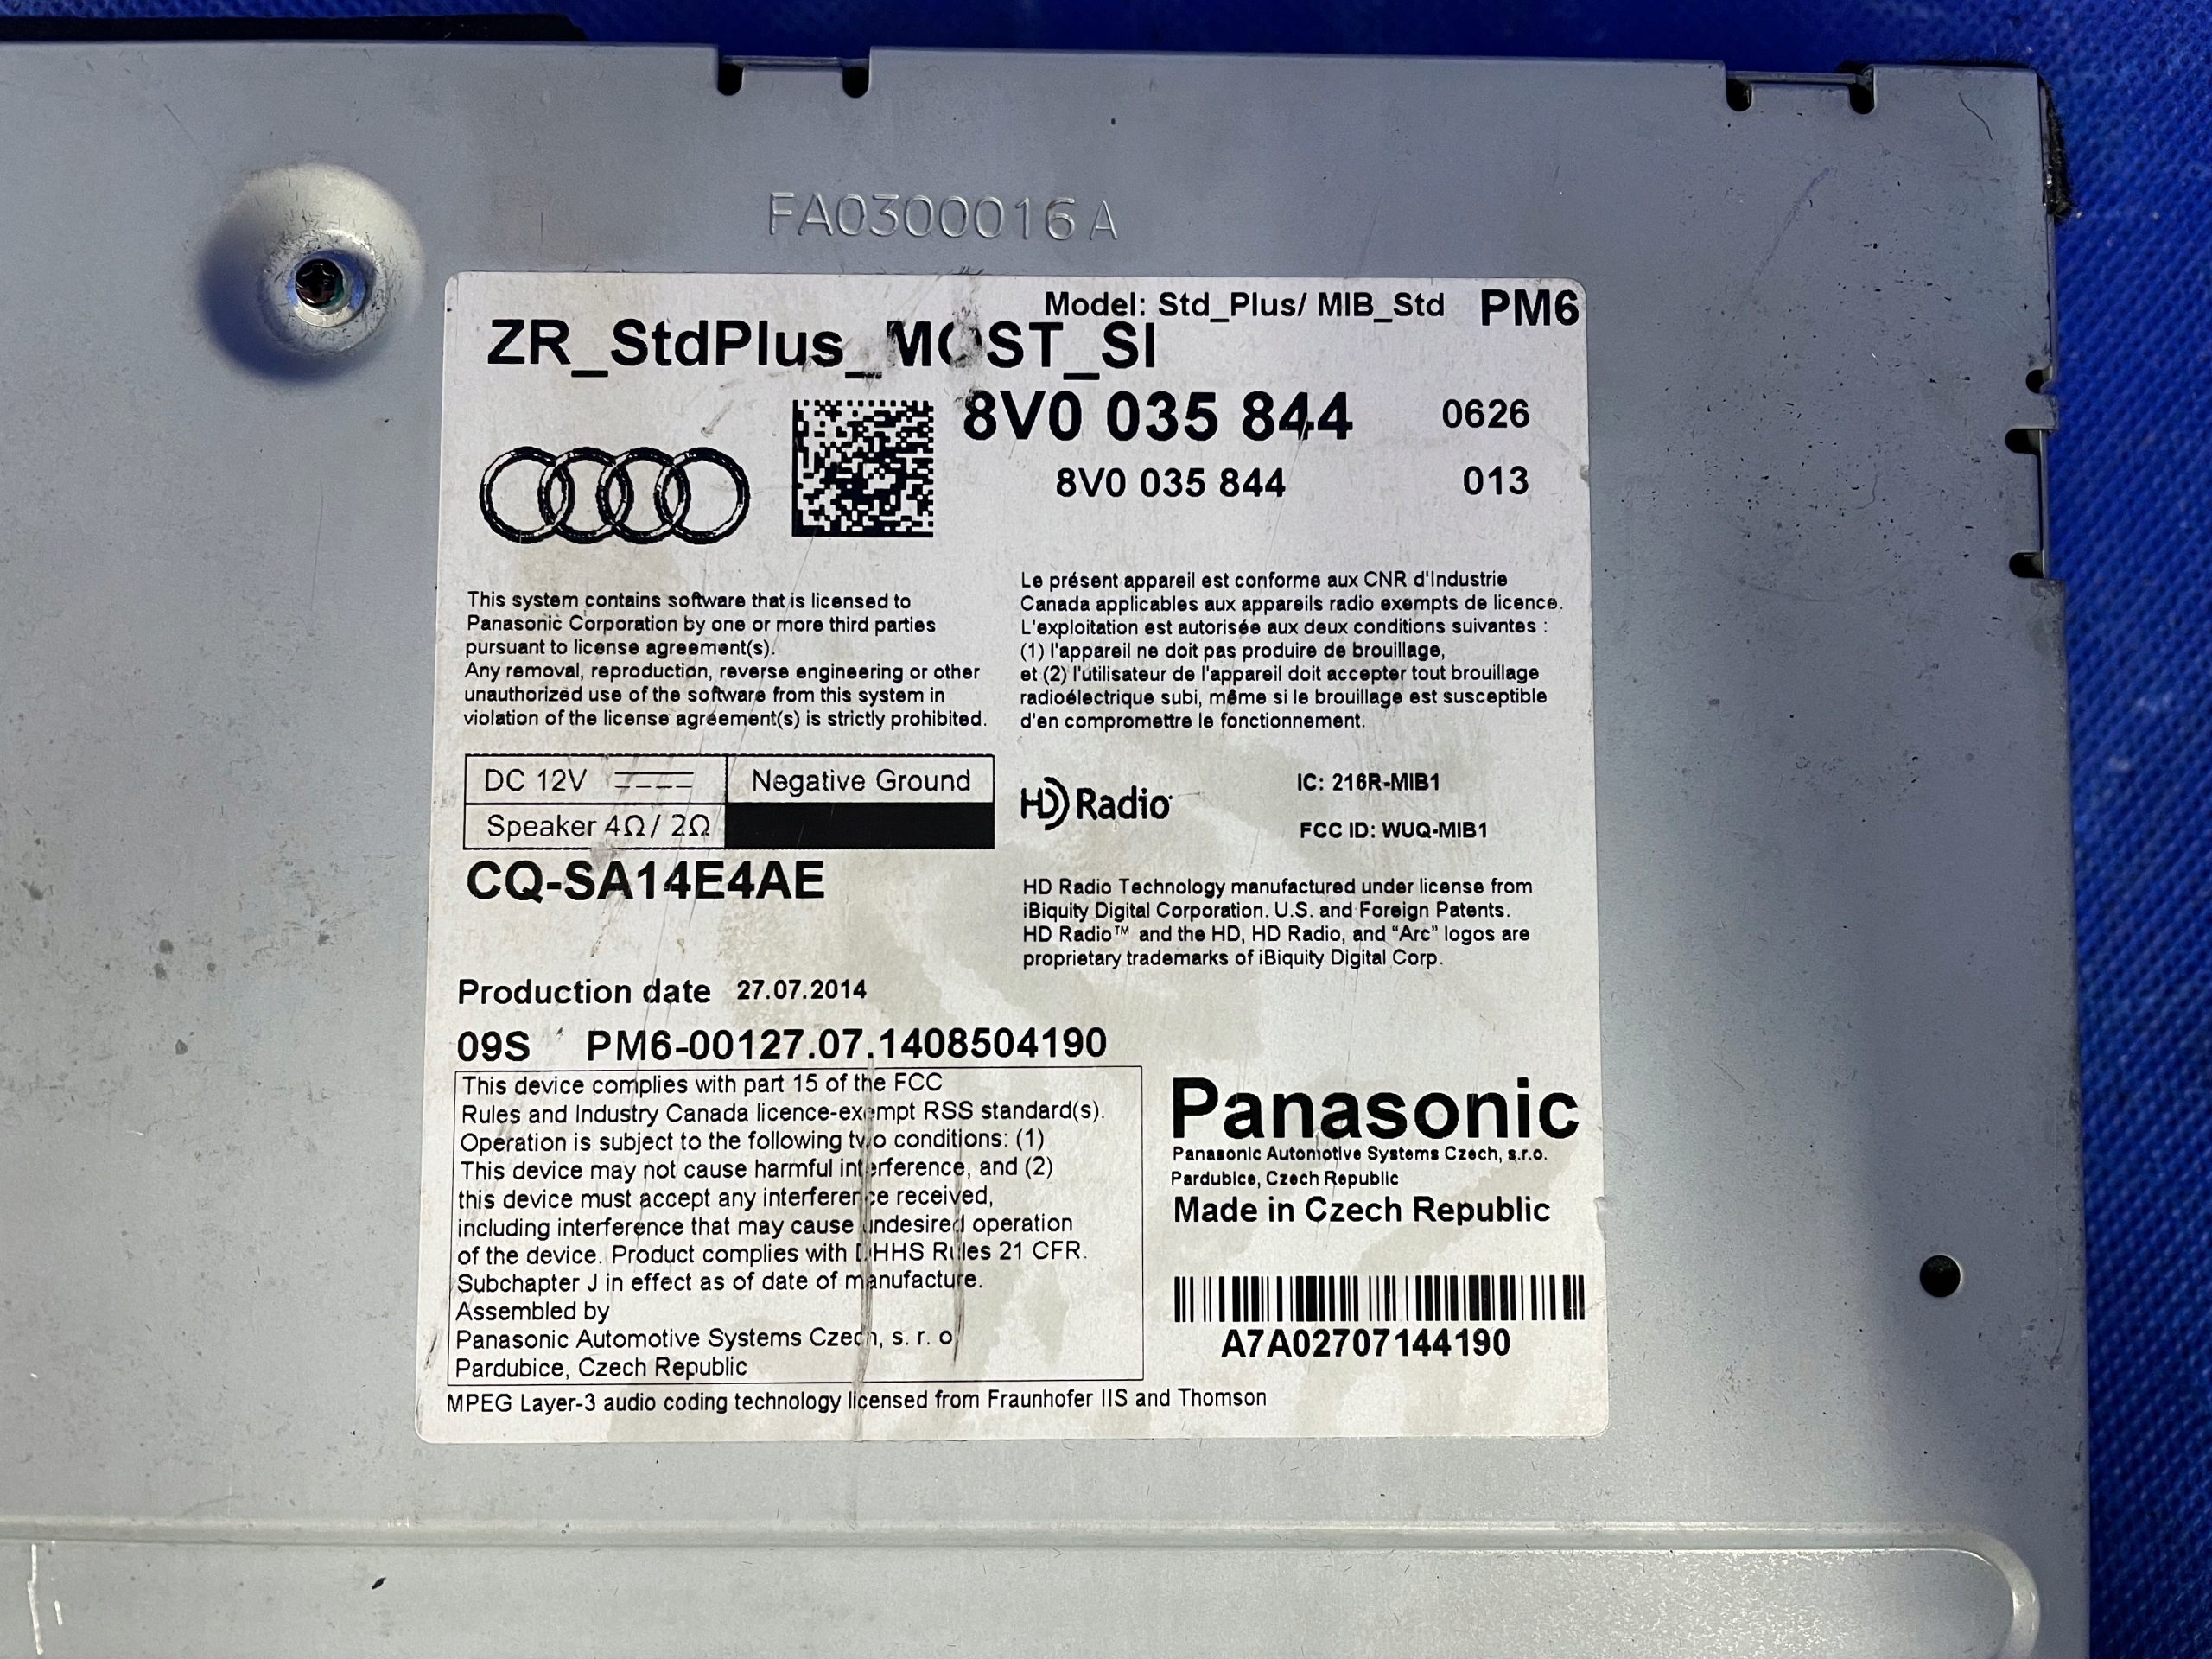 FA0300016A
Model: Std_Plus/ MIB_Std PM6
ZR_StdPlus_MOST_SI
8V0 035 844 0626
8V0 035 844 013
This system contains software that is licensed to
Panasonic Corporation by one or more third parties
pursuant to license agreement(s).
Any removal, reproduction, reverse engineering or other
unauthorized use of the software from this system in
violation of the license agreement(s) is strictly prohibited.
Le présent appareil est conforme aux CNR d'Industrie
Canada applicables aux appareils radio exempts de licence.
L'exploitation est autorisée aux deux conditions suivantes :
(1) l'appareil ne doit pas produire de brouillage,
et (2) l'utilisateur de l'appareil doit accepter tout brouillage
radioélectrique subi, même si le brouillage est susceptible
d'en compromettre le fonctionnement.
DC 12V Negative Ground
Speaker 4Ω/ 2Ω
HD Radio
IC: 216R-MIB1
FCC ID: WUQ-MIB1
CQ-SA14E4AE
HD Radio Technology manufactured under license from
iBiquity Digital Corporation. U.S. and Foreign Patents.
HD Radio™ and the HD, HD Radio, and “Arc” logos are
proprietary trademarks of iBiquity Digital Corp.
Production date 27.07.2014
09S PM6-00127.07.1408504190
This device complies with part 15 of the FCC
Rules and Industry Canada licence-exempt RSS standard(s).
Operation is subject to the following two conditions: (1)
This device may not cause harmful interference, and (2)
this device must accept any interference received,
including interference that may cause undesired operation
of the device. Product complies with DHHS Rules 21 CFR.
Subchapter J in effect as of date of manufacture.
Assembled by
Panasonic Automotive Systems Czech, s. r. o.
Pardubice, Czech Republic
Panasonic
Panasonic Automotive Systems Czech, s.r.o.
Pardubice, Czech Republic
Made in Czech Republic
A7A02707144190
MPEG Layer-3 audio coding technology licensed from Fraunhofer IIS and Thomson